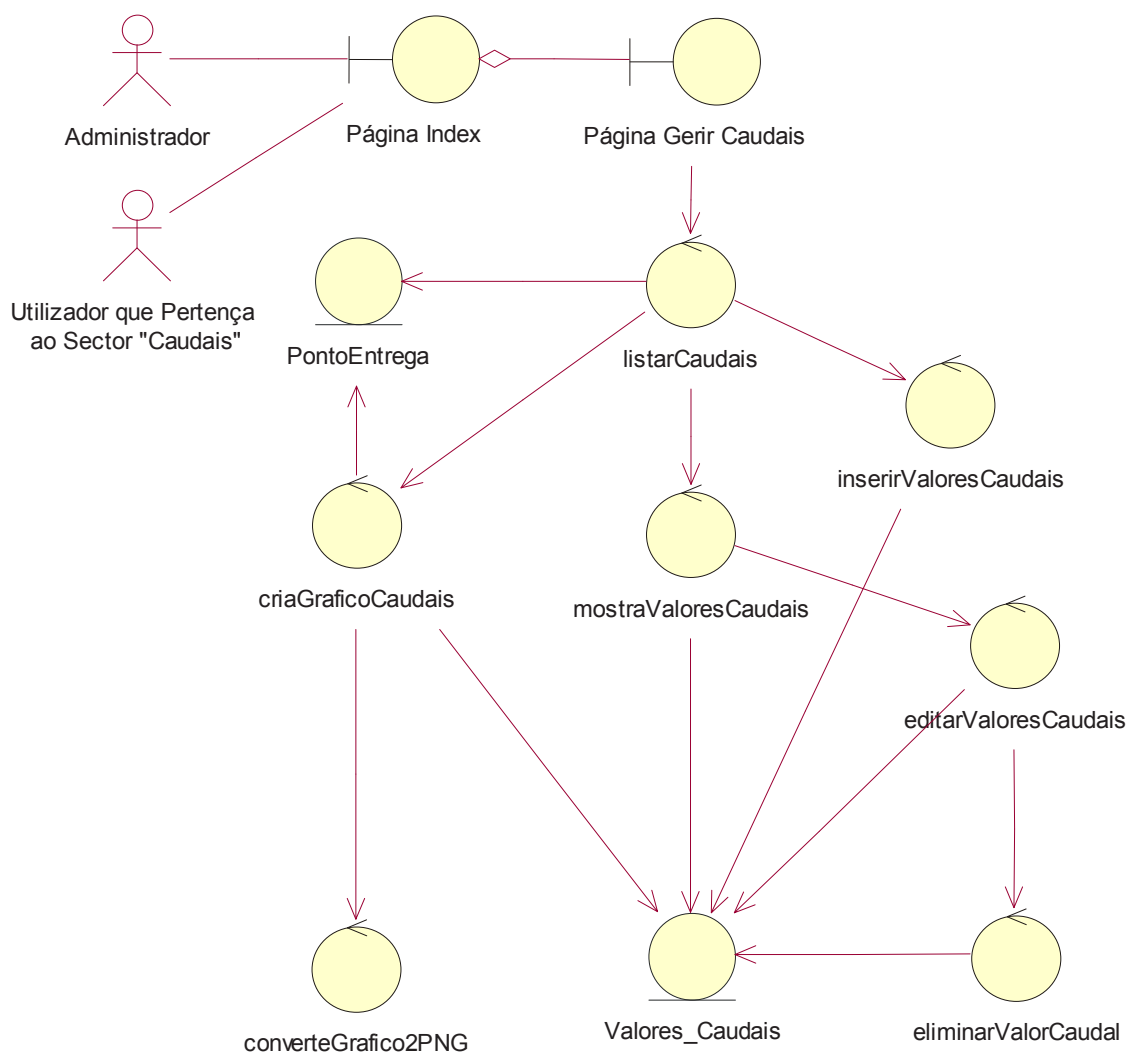 Administrador
Página Index
Página Gerir Caudais
Utilizador que Pertença
ao Sector "Caudais"
PontoEntrega
listarCaudais
inserirValoresCaudais
criaGraficoCaudais
mostraValoresCaudais
editarValoresCaudais
converteGrafico2PNG
Valores_Caudais
eliminarValorCaudal